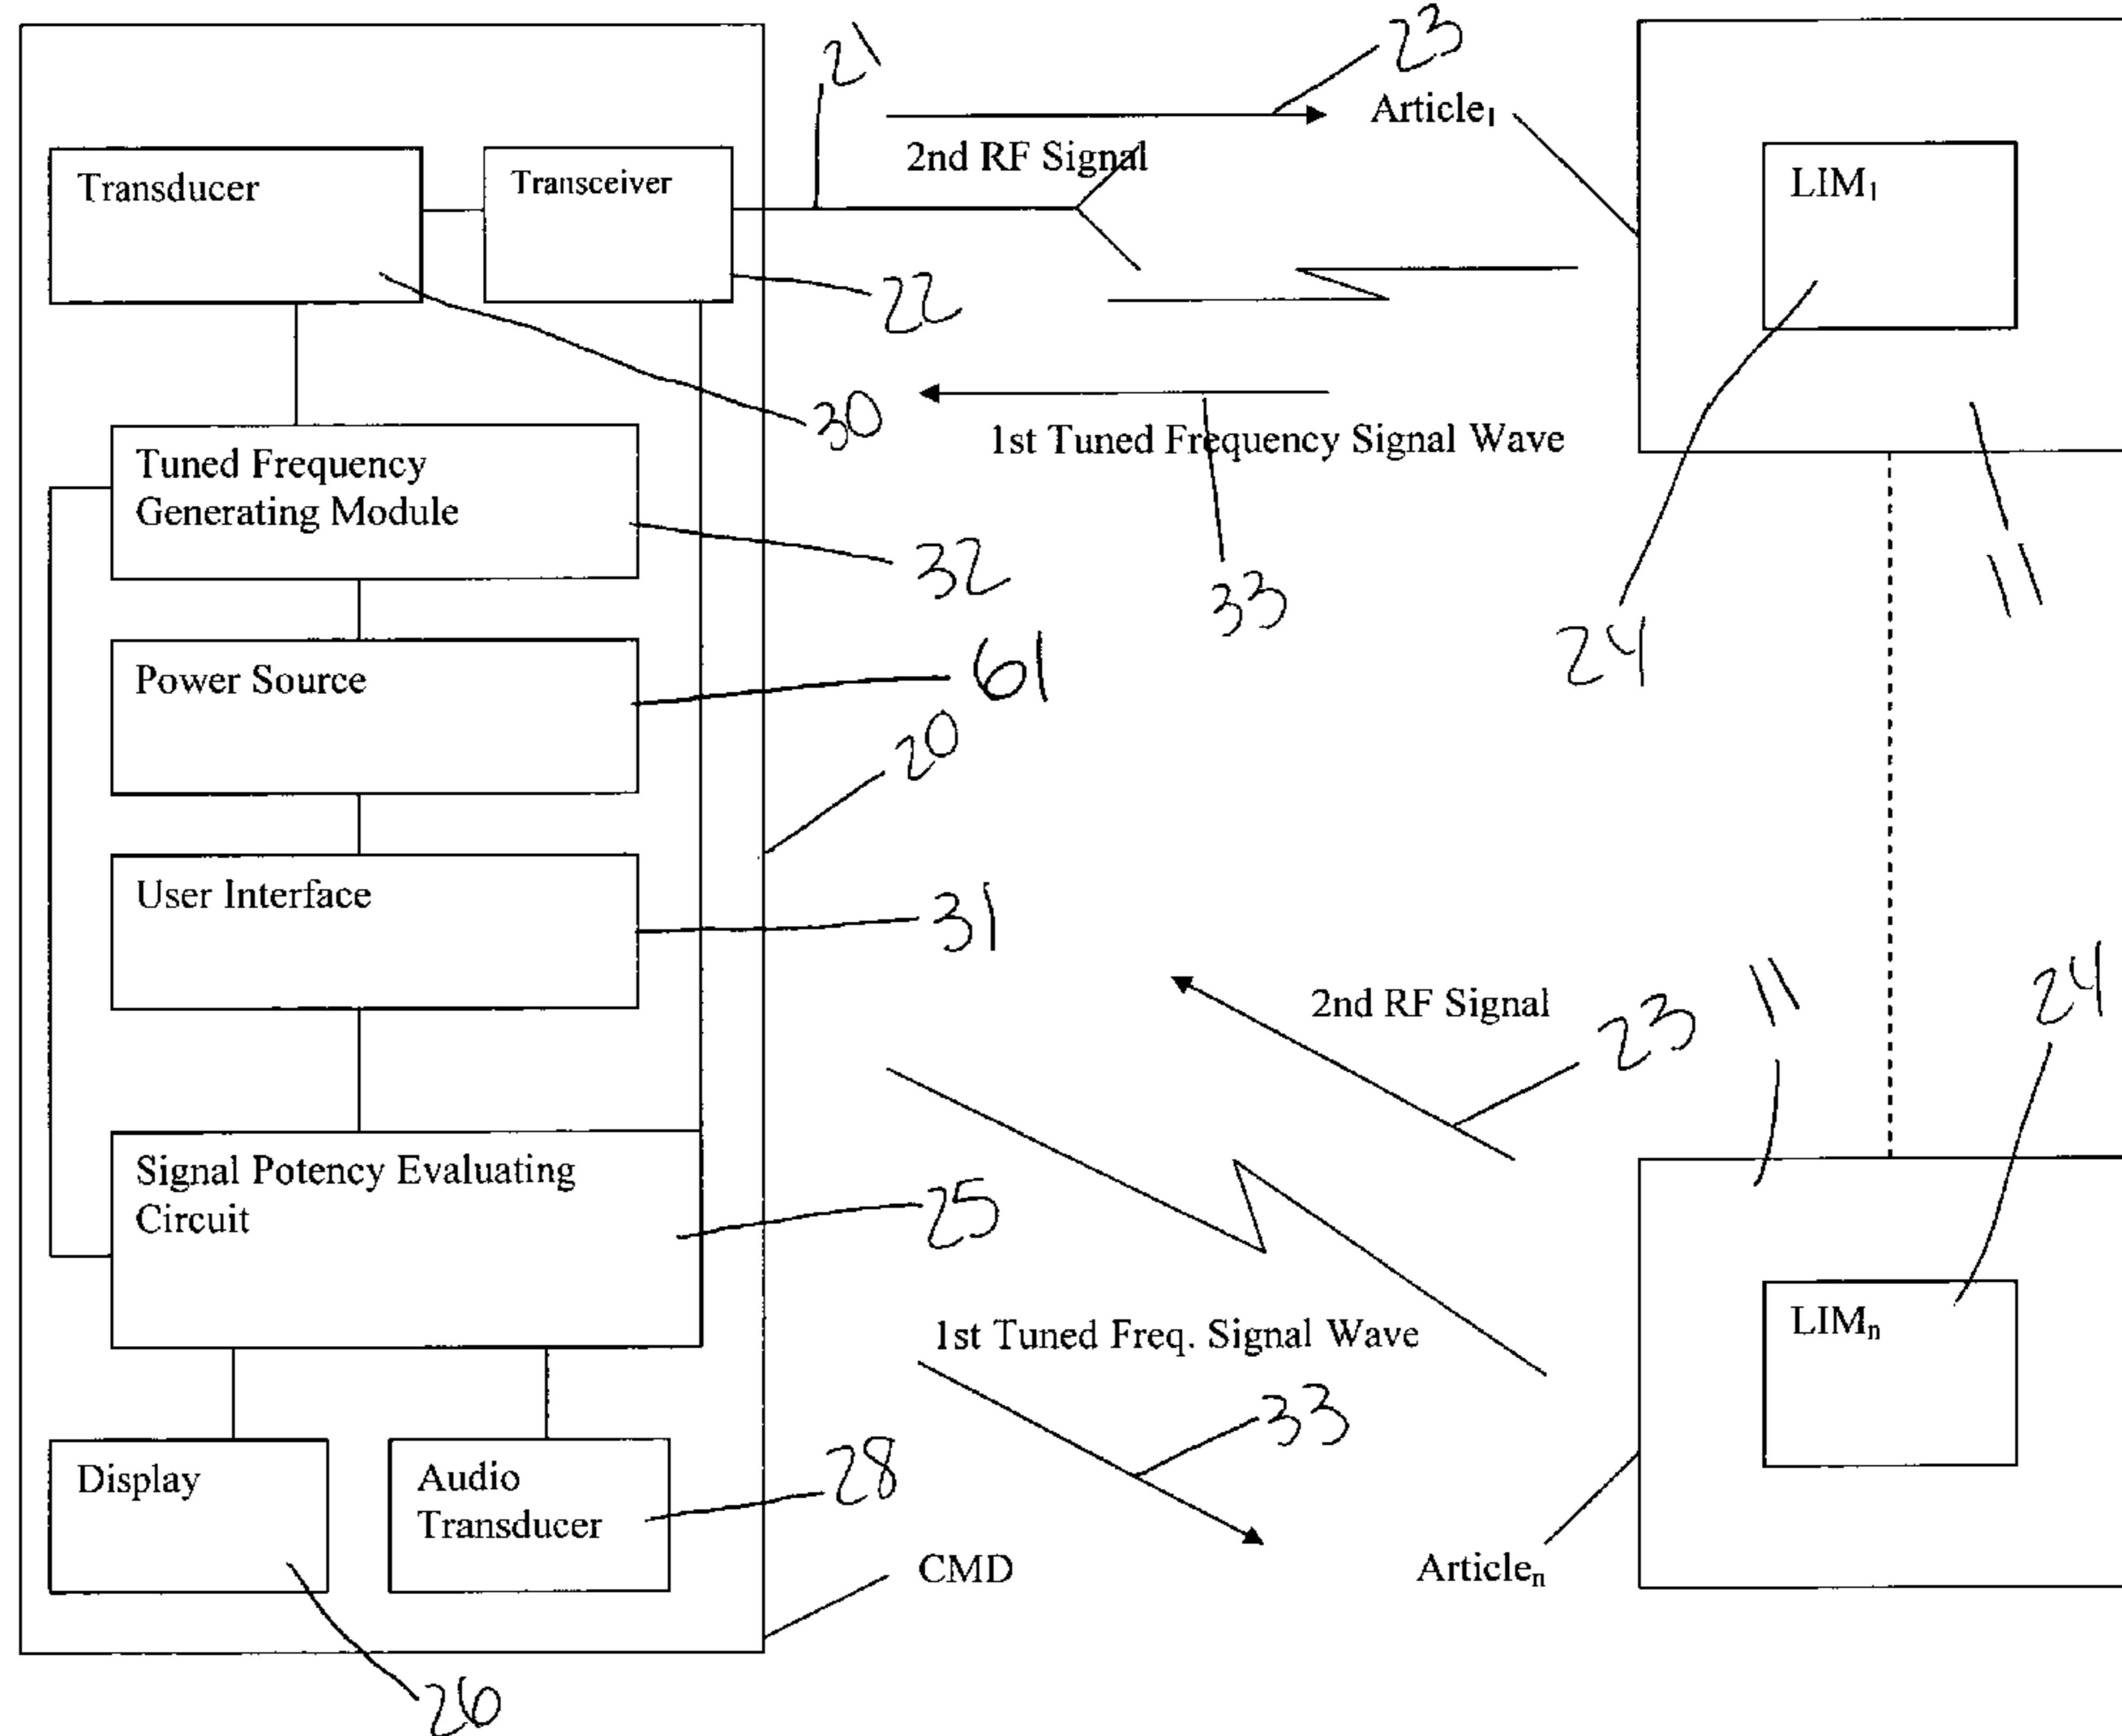 21
23
Article₁
2nd RF Signal
Transducer
Transceiver
LIM₁
22
30
1st Tuned Frequency Signal Wave
Tuned Frequency
Generating Module
32
33
11
24
Power Source
61
20
User Interface
31
2nd RF Signal
23
11
24
Signal Potency Evaluating
Circuit
25
1st Tuned Freq. Signal Wave
LIMₙ
33
Display
Audio
Transducer
28
CMD
Articleₙ
26